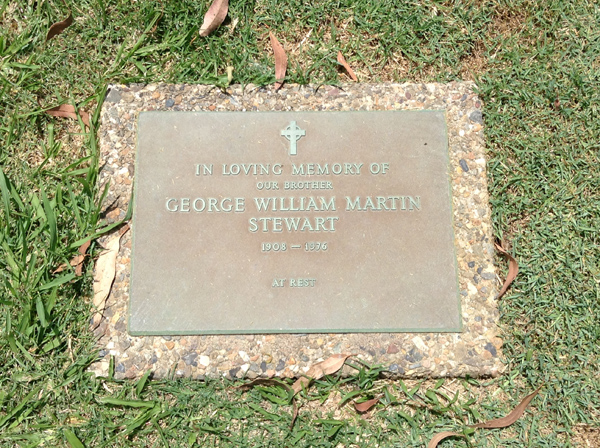 IN LOVING MEMORY OF
OUR BROTHER
GEORGE WILLIAM MARTIN
STEWART
1908 — 1976
AT REST